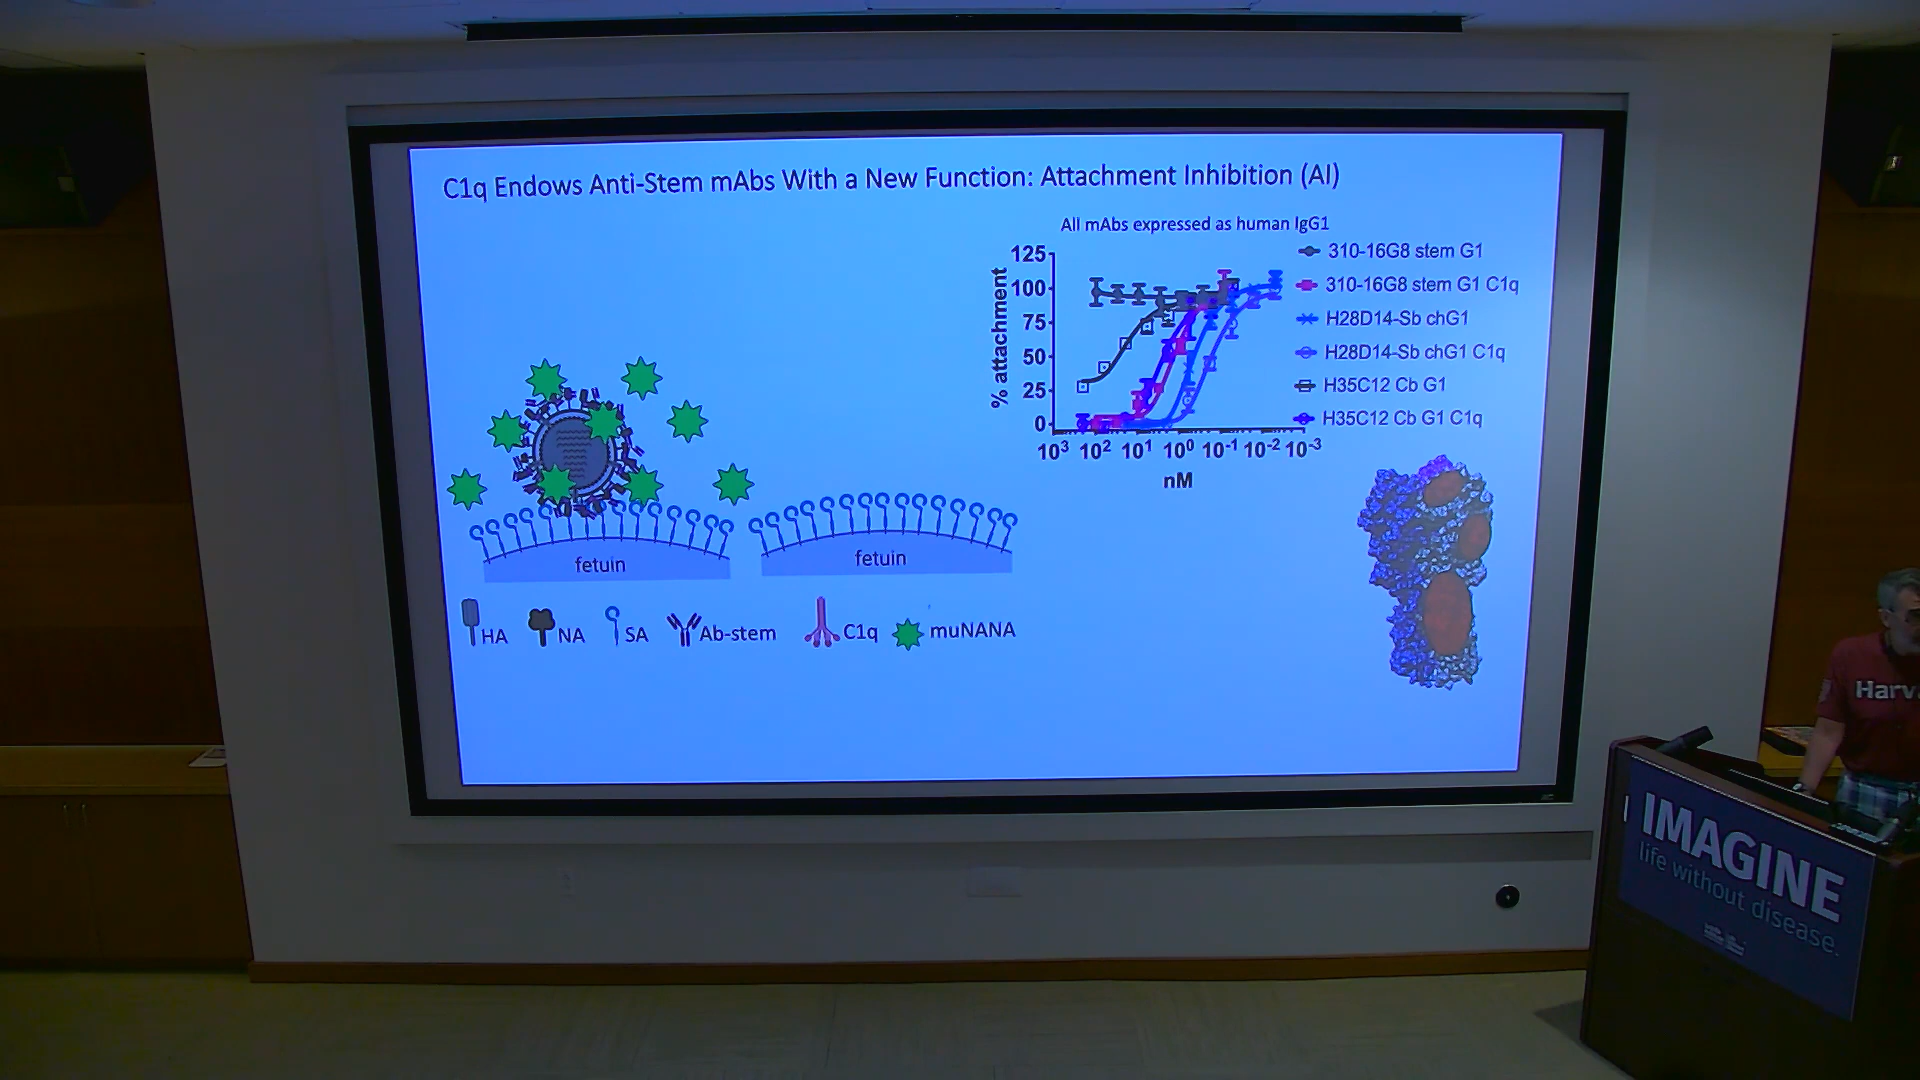 C1q Endows Anti-Stem mAbs With a New Function: Attachment Inhibition (AI)
All mAbs expressed as human IgG1
% attachment
125
100
75
50
25
0
10³ 10² 10¹ 10⁰ 10⁻¹ 10⁻² 10⁻³
nM
310-16G8 stem G1
310-16G8 stem G1 C1q
H28D14-Sb chG1
H28D14-Sb chG1 C1q
H35C12 Cb G1
H35C12 Cb G1 C1q
fetuin
fetuin
HA NA SA Ab-stem C1q muNANA
IMAGINE
life without disease.